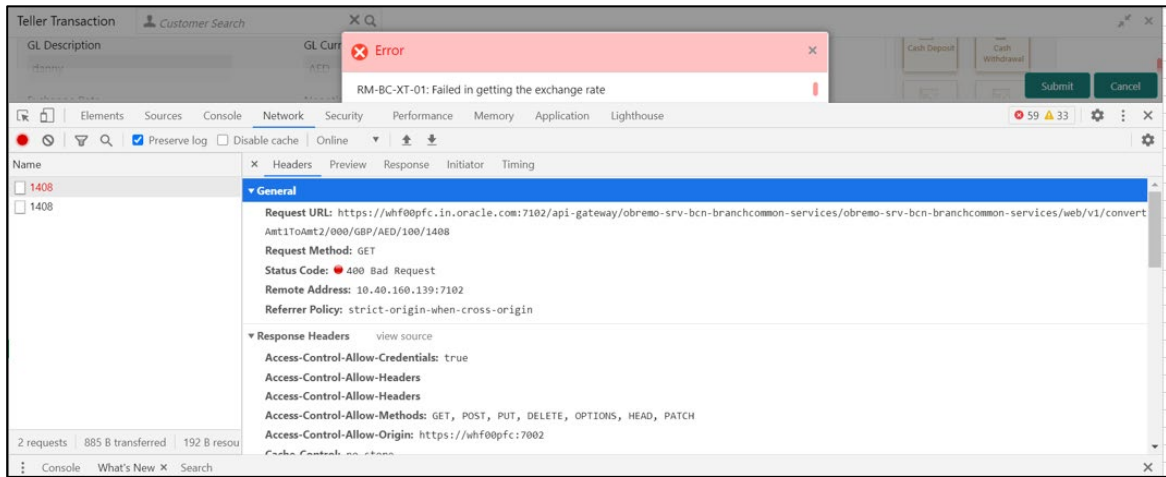 Teller Transaction Customer Search
GL Description GL Curr Error Cash Deposit Cash Withdrawal
danny AED
RM-BC-XT-01: Failed in getting the exchange rate Submit Cancel
Elements Sources Console Network Security Performance Memory Application Lighthouse 59 33
Preserve log Disable cache Online
Name Headers Preview Response Initiator Timing
1408
1408
General
Request URL: https://whf00pfc.in.oracle.com:7102/api-gateway/obremo-srv-bcn-branchcommon-services/obremo-srv-bcn-branchcommon-services/web/v1/convert
Amt1ToAmt2/000/GBP/AED/100/1408
Request Method: GET
Status Code: 400 Bad Request
Remote Address: 10.40.160.139:7102
Referrer Policy: strict-origin-when-cross-origin
Response Headers view source
Access-Control-Allow-Credentials: true
Access-Control-Allow-Headers
Access-Control-Allow-Headers
Access-Control-Allow-Methods: GET, POST, PUT, DELETE, OPTIONS, HEAD, PATCH
Access-Control-Allow-Origin: https://whf00pfc:7002
2 requests 885 B transferred 192 B resou
Console What's New Search